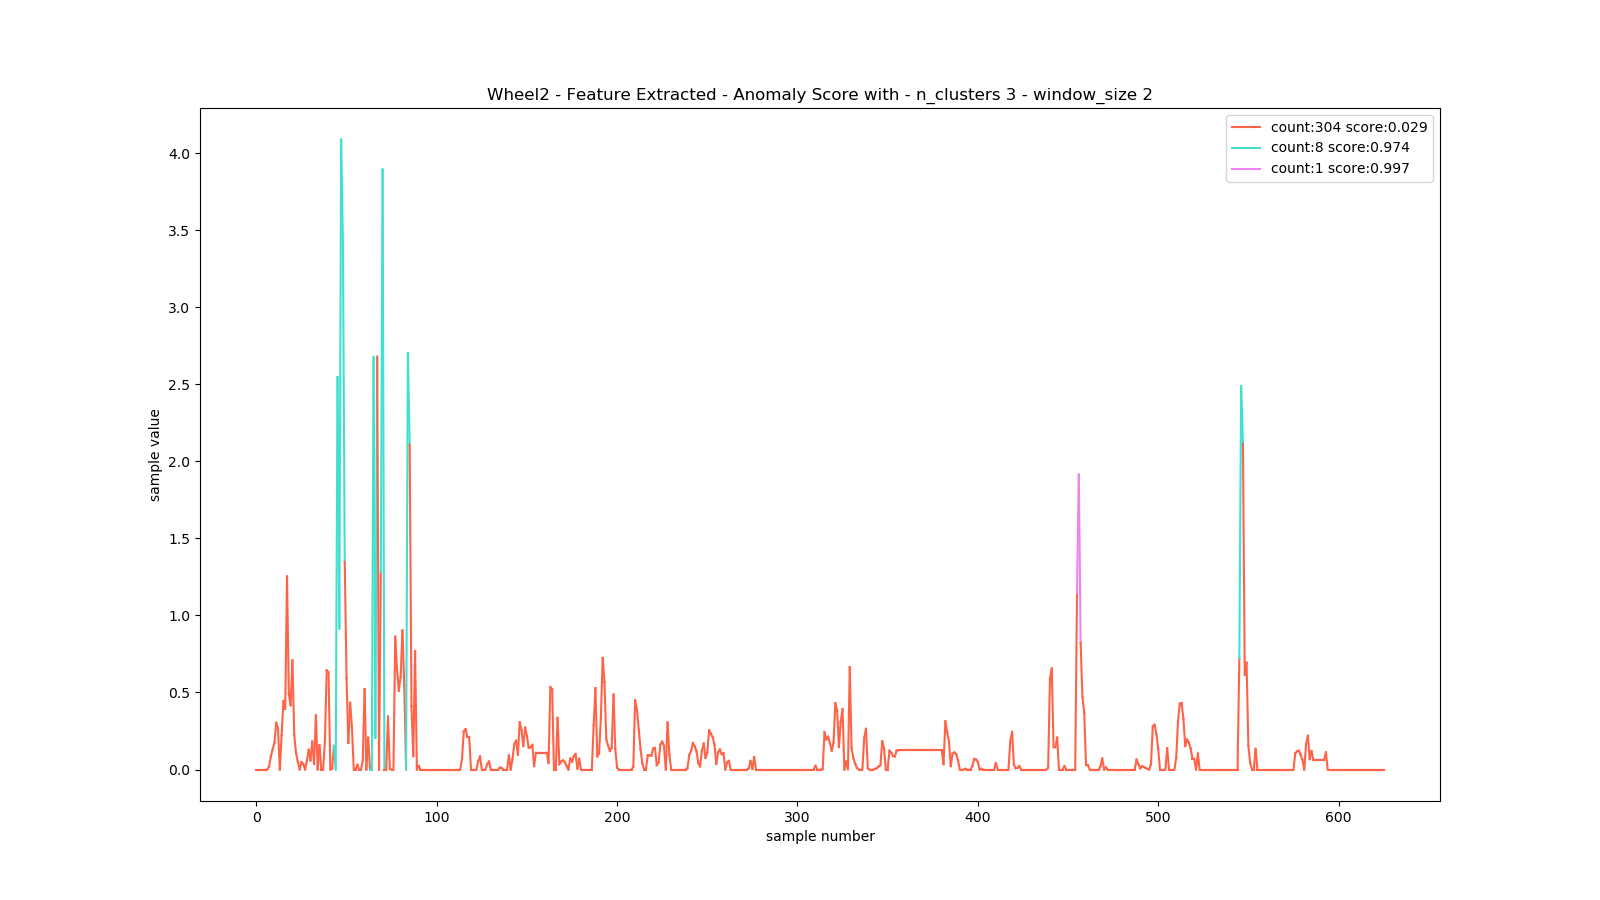 Wheel2 - Feature Extracted - Anomaly Score with - n_clusters 3 - window_size 2
count:304 score:0.029
count:8 score:0.974
count:1 score:0.997
4.0
3.5
3.0
2.5
2.0
1.5
1.0
0.5
0.0
sample value
0 100 200 300 400 500 600
sample number